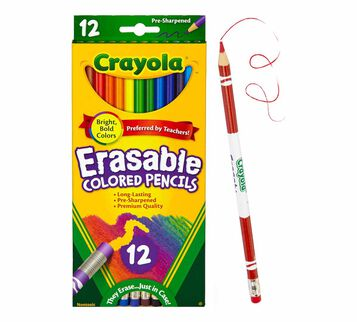 12
Pre-Sharpened
Crayola
Bright,
Bold
Colors
Preferred by Teachers!
Erasable
COLORED PENCILS
• Long-Lasting
• Pre-Sharpened
• Premium Quality
12
They Erase...Just in Case!
Nontoxic
Crayola